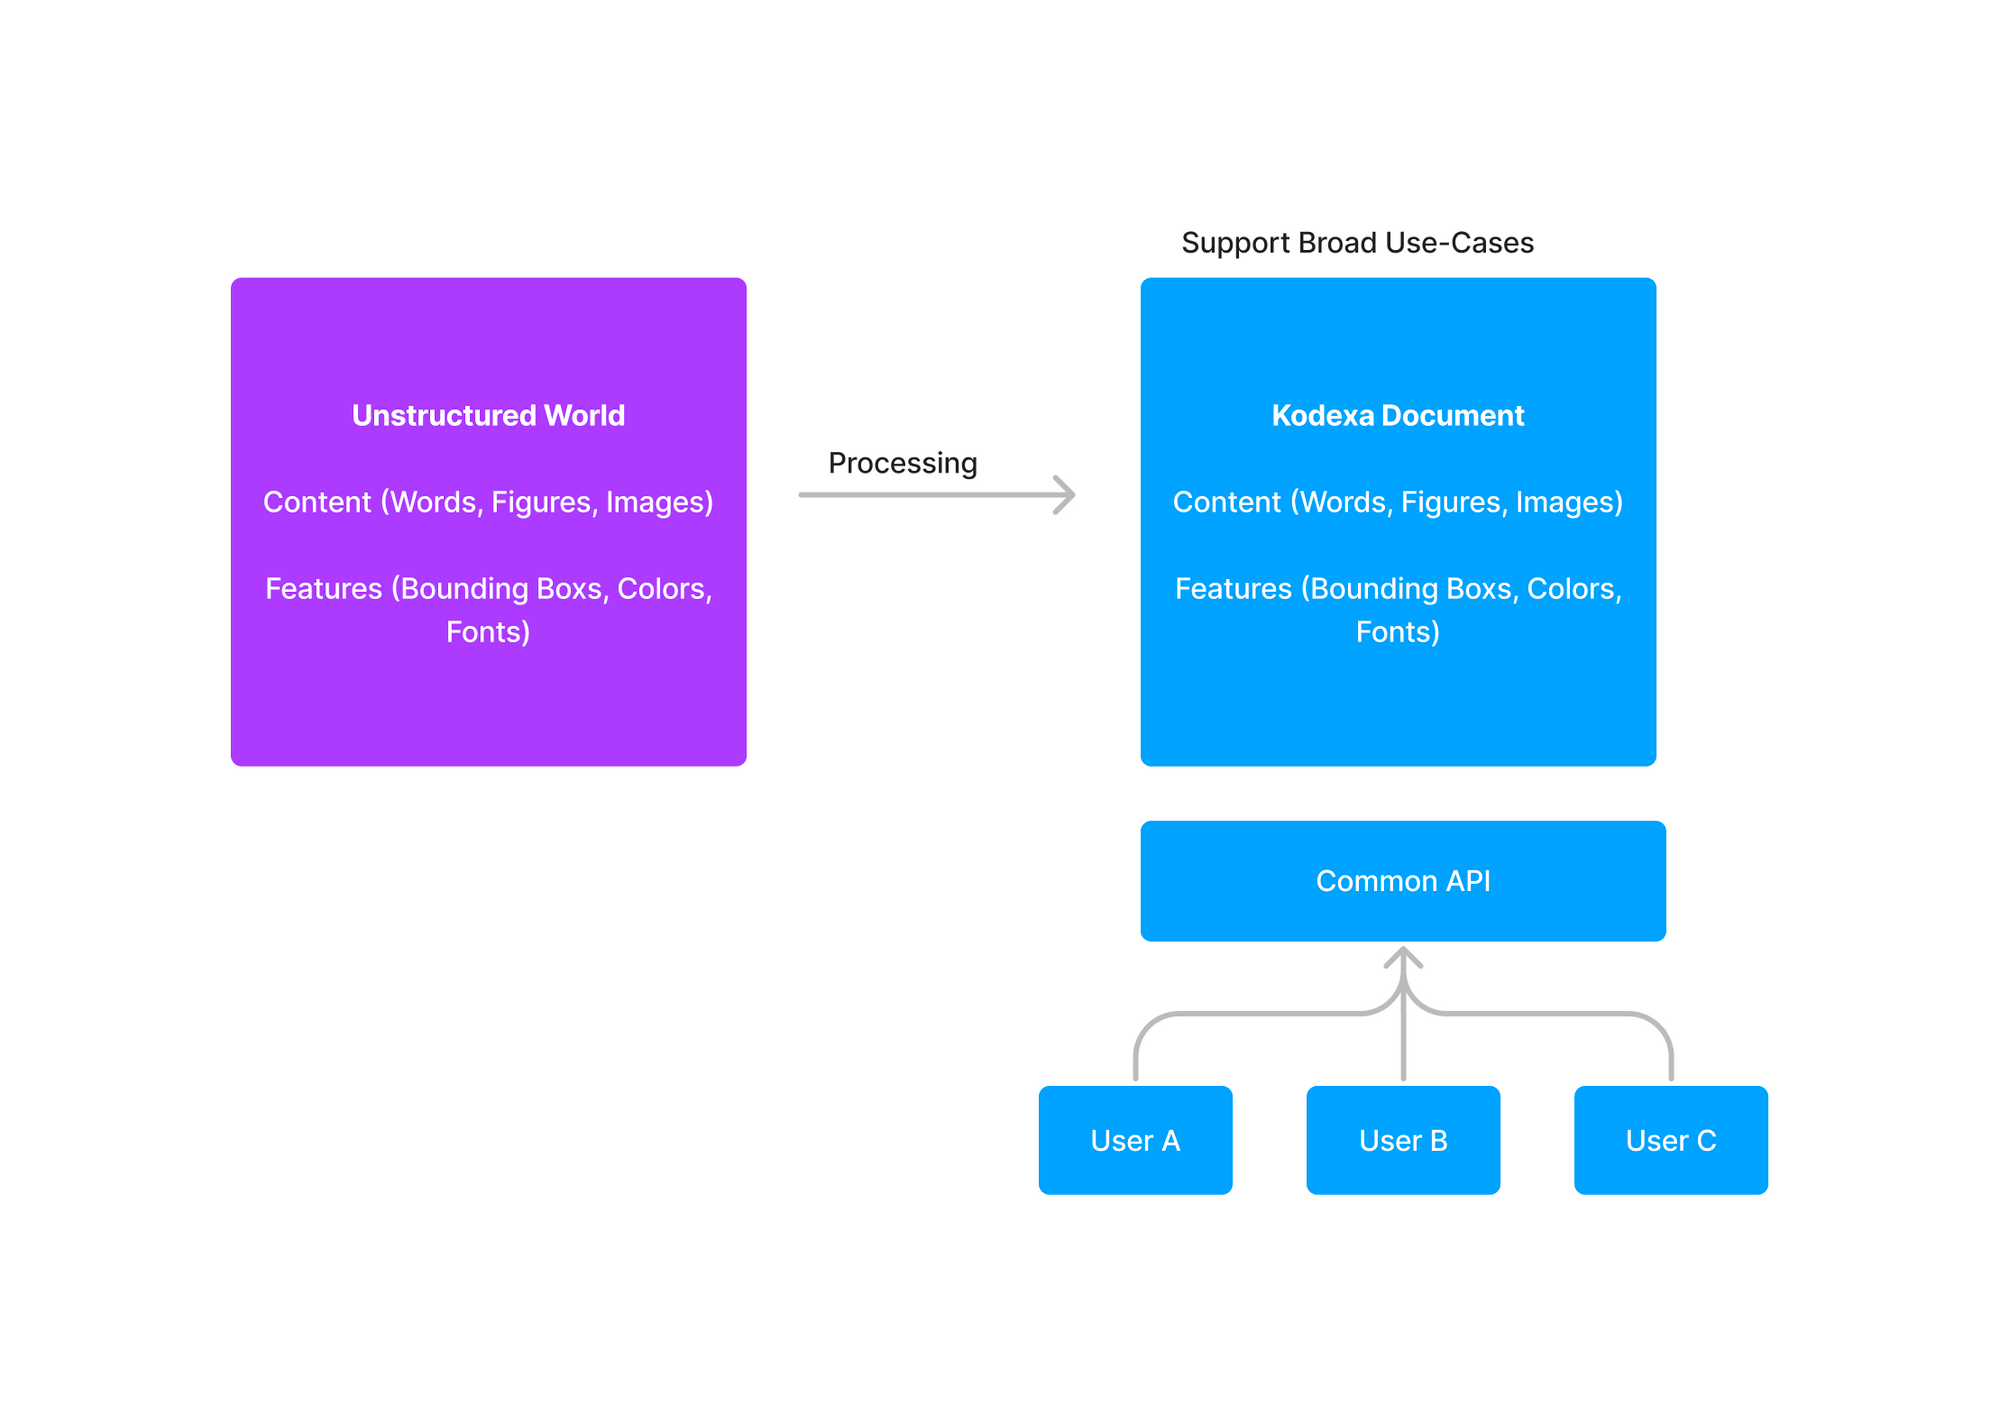 Support Broad Use-Cases
Unstructured World
Content (Words, Figures, Images)
Features (Bounding Boxs, Colors,
Fonts)
Processing
Kodexa Document
Content (Words, Figures, Images)
Features (Bounding Boxs, Colors,
Fonts)
Common API
User A
User B
User C